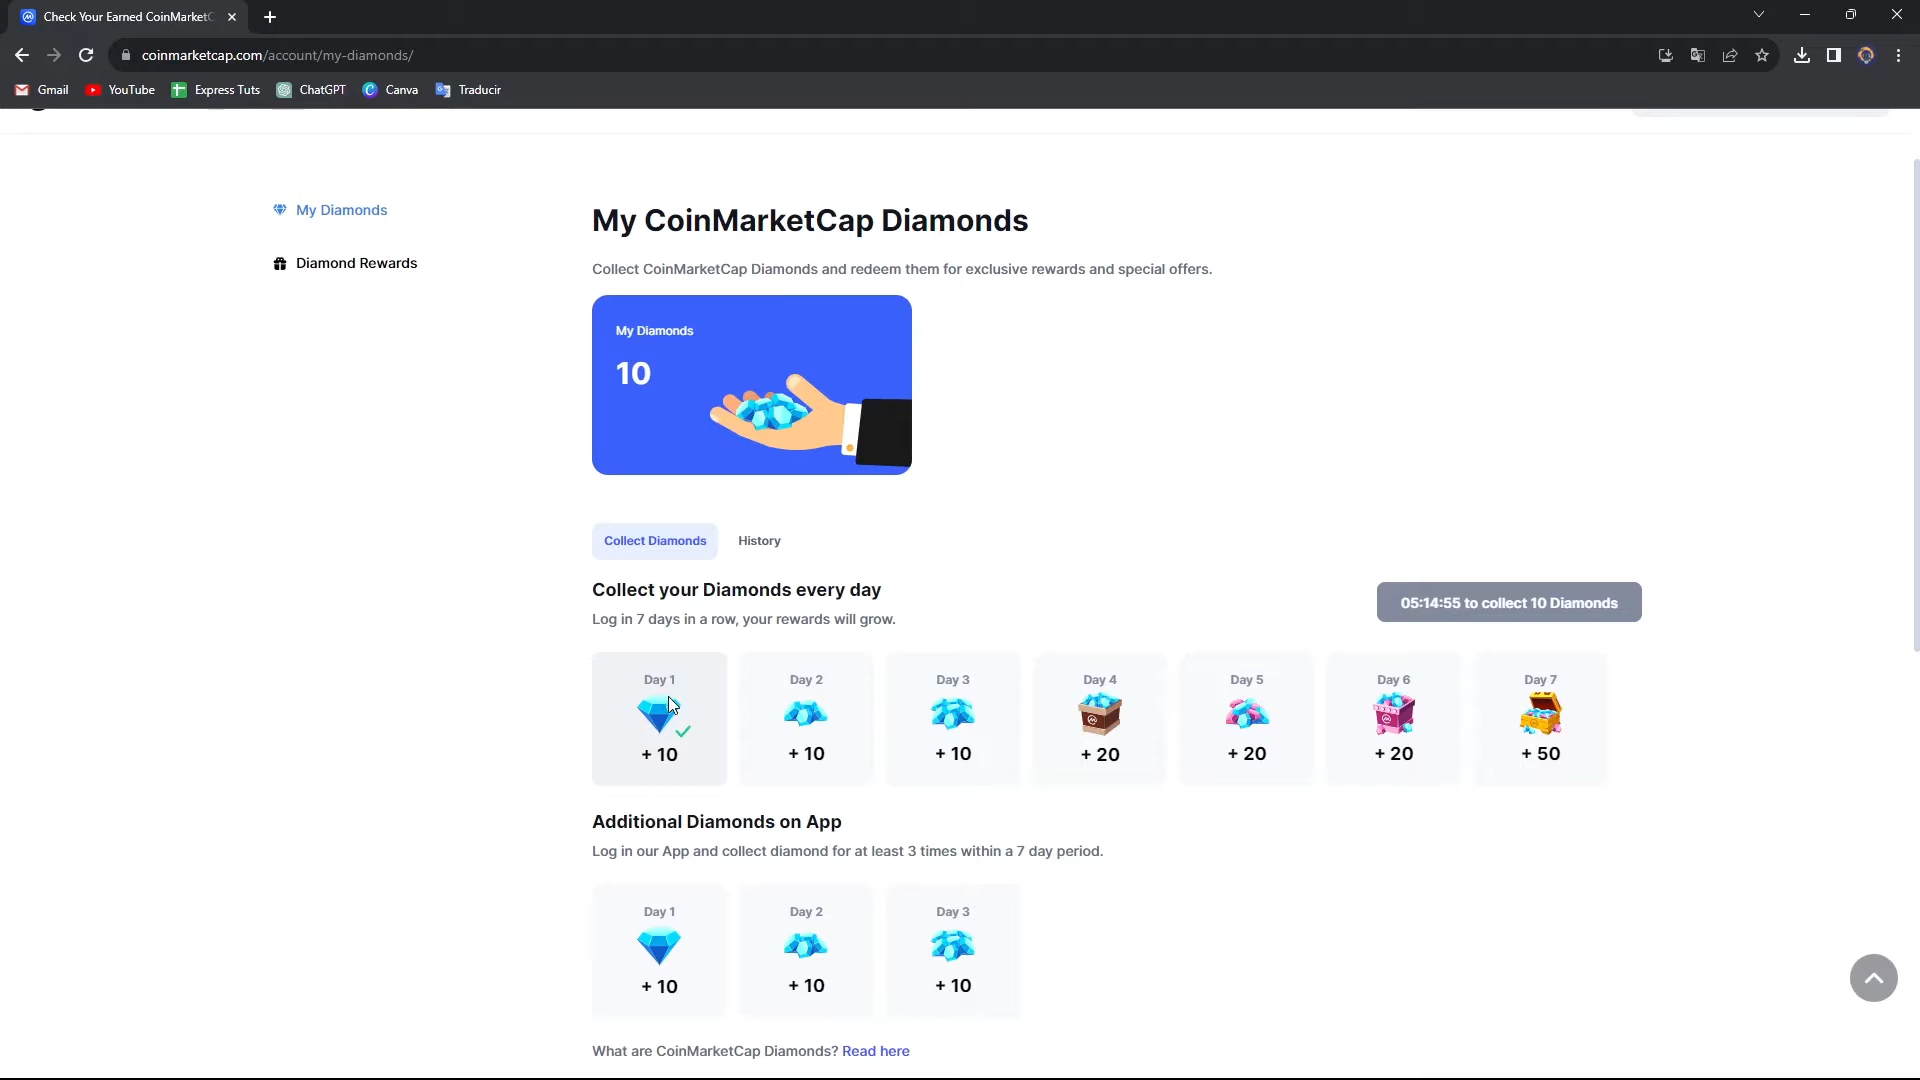 Check Your Earned CoinMarketC
coinmarketcap.com/account/my-diamonds/
Gmail
YouTube
Express Tuts
ChatGPT
Canva
Traducir
My Diamonds
Diamond Rewards
My CoinMarketCap Diamonds
Collect CoinMarketCap Diamonds and redeem them for exclusive rewards and special offers.
My Diamonds
10
Collect Diamonds
History
Collect your Diamonds every day
Log in 7 days in a row, your rewards will grow.
05:14:55 to collect 10 Diamonds
Day 1
+ 10
Day 2
+ 10
Day 3
+ 10
Day 4
+ 20
Day 5
+ 20
Day 6
+ 20
Day 7
+ 50
Additional Diamonds on App
Log in our App and collect diamond for at least 3 times within a 7 day period.
Day 1
+ 10
Day 2
+ 10
Day 3
+ 10
What are CoinMarketCap Diamonds? Read here